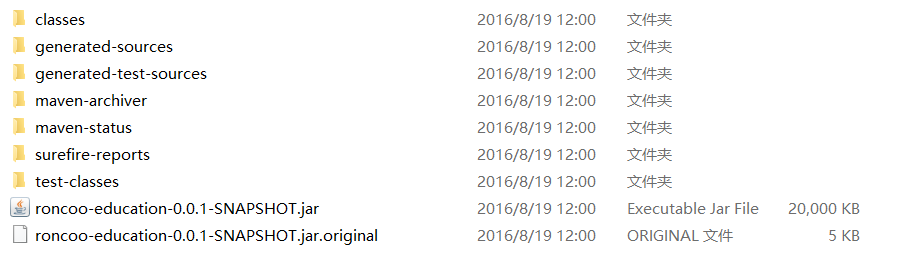 classes 2016/8/19 12:00 文件夹
generated-sources 2016/8/19 12:00 文件夹
generated-test-sources 2016/8/19 12:00 文件夹
maven-archiver 2016/8/19 12:00 文件夹
maven-status 2016/8/19 12:00 文件夹
surefire-reports 2016/8/19 12:00 文件夹
test-classes 2016/8/19 12:00 文件夹
roncoo-education-0.0.1-SNAPSHOT.jar 2016/8/19 12:00 Executable Jar File 20,000 KB
roncoo-education-0.0.1-SNAPSHOT.jar.original 2016/8/19 12:00 ORIGINAL 文件 5 KB